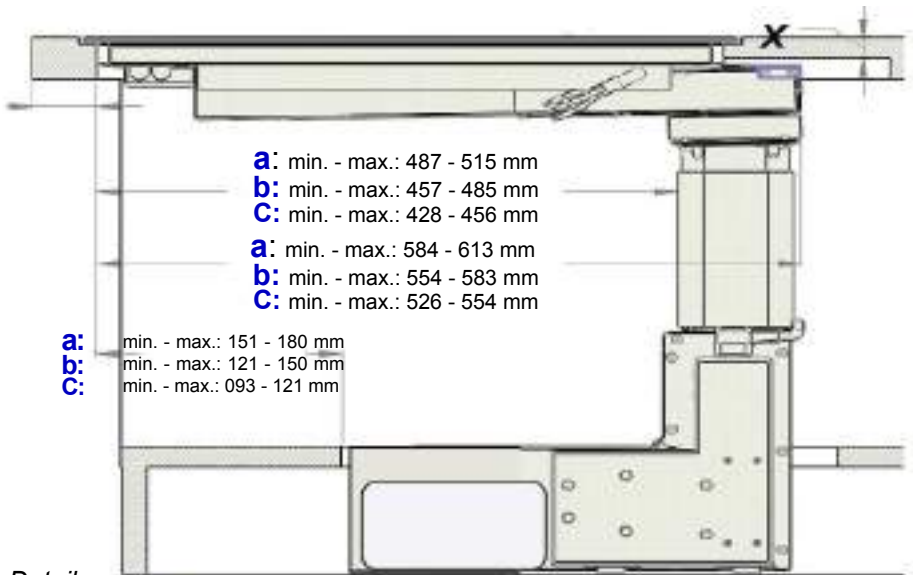 X
a: min. - max.: 487 - 515 mm
b: min. - max.: 457 - 485 mm
C: min. - max.: 428 - 456 mm
a: min. - max.: 584 - 613 mm
b: min. - max.: 554 - 583 mm
C: min. - max.: 526 - 554 mm
a: min. - max.: 151 - 180 mm
b: min. - max.: 121 - 150 mm
C: min. - max.: 093 - 121 mm